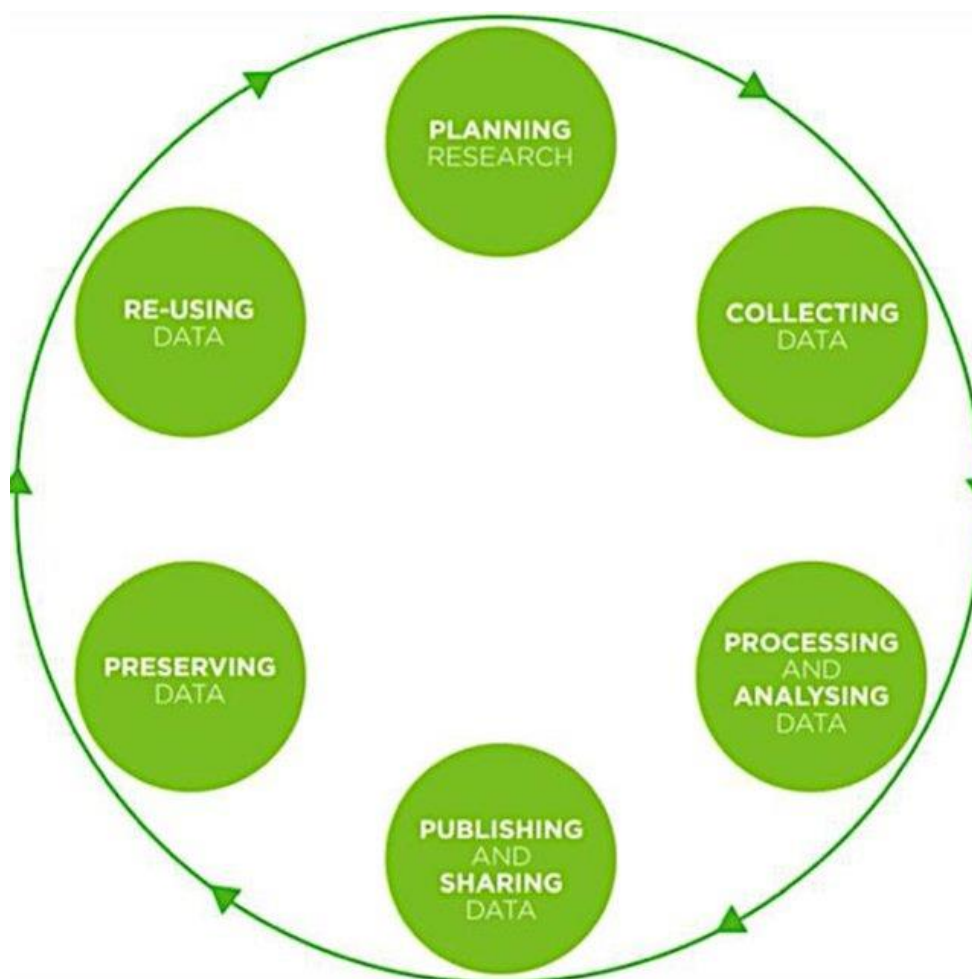 PLANNING
RESEARCH
COLLECTING
DATA
PROCESSING
AND
ANALYSING
DATA
PUBLISHING
AND
SHARING
DATA
PRESERVING
DATA
RE-USING
DATA